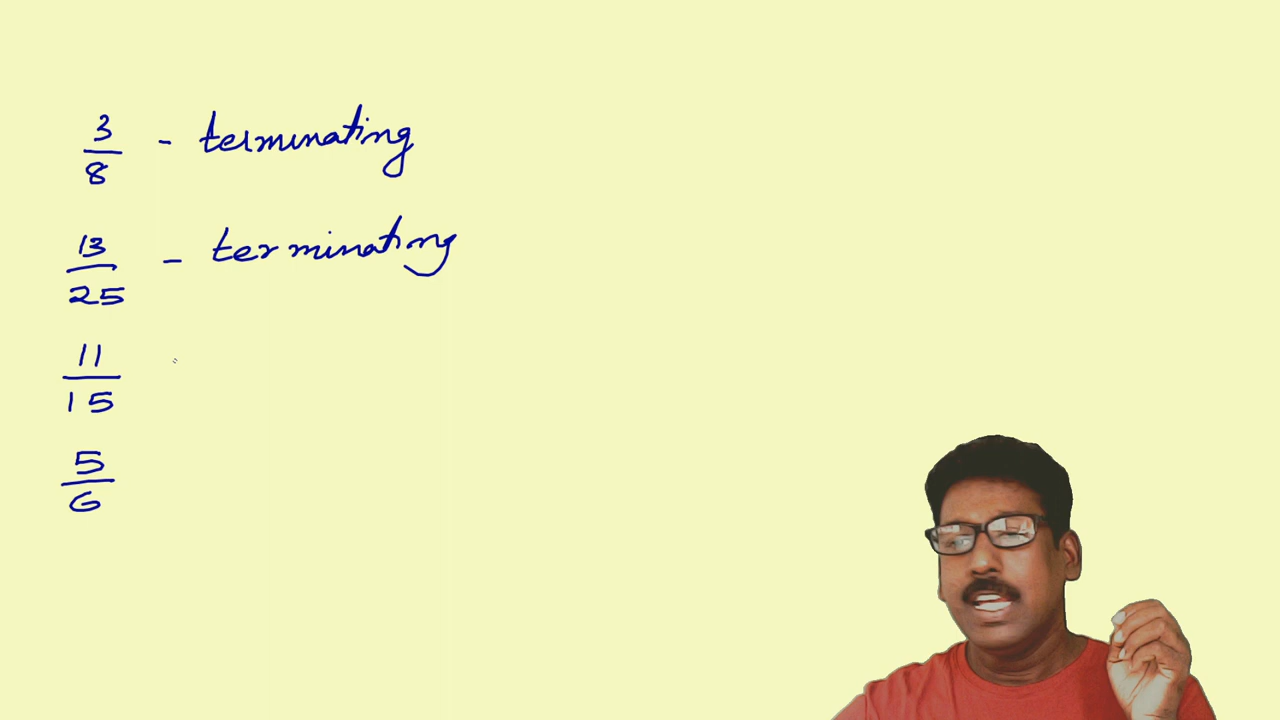 3/8 - terminating
13/25 - terminating
11/15
5/6